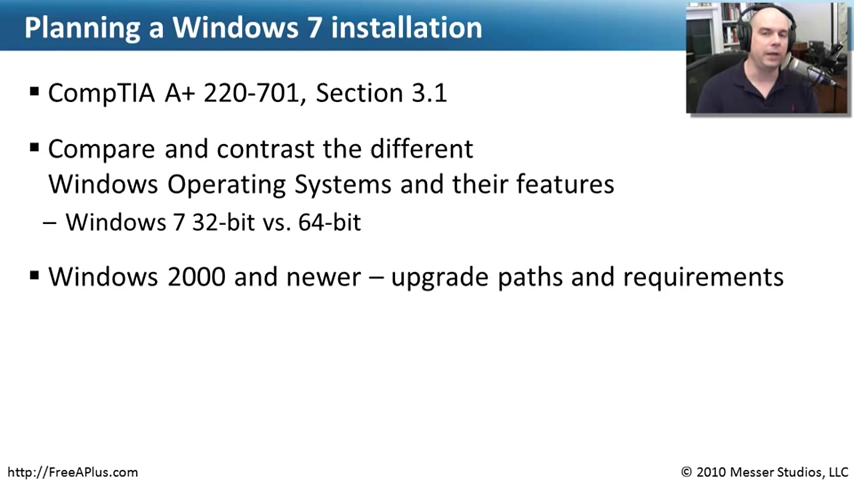 Planning a Windows 7 installation
▪ CompTIA A+ 220-701, Section 3.1
▪ Compare and contrast the different
Windows Operating Systems and their features
– Windows 7 32-bit vs. 64-bit
▪ Windows 2000 and newer – upgrade paths and requirements
http://FreeAPlus.com
© 2010 Messer Studios, LLC